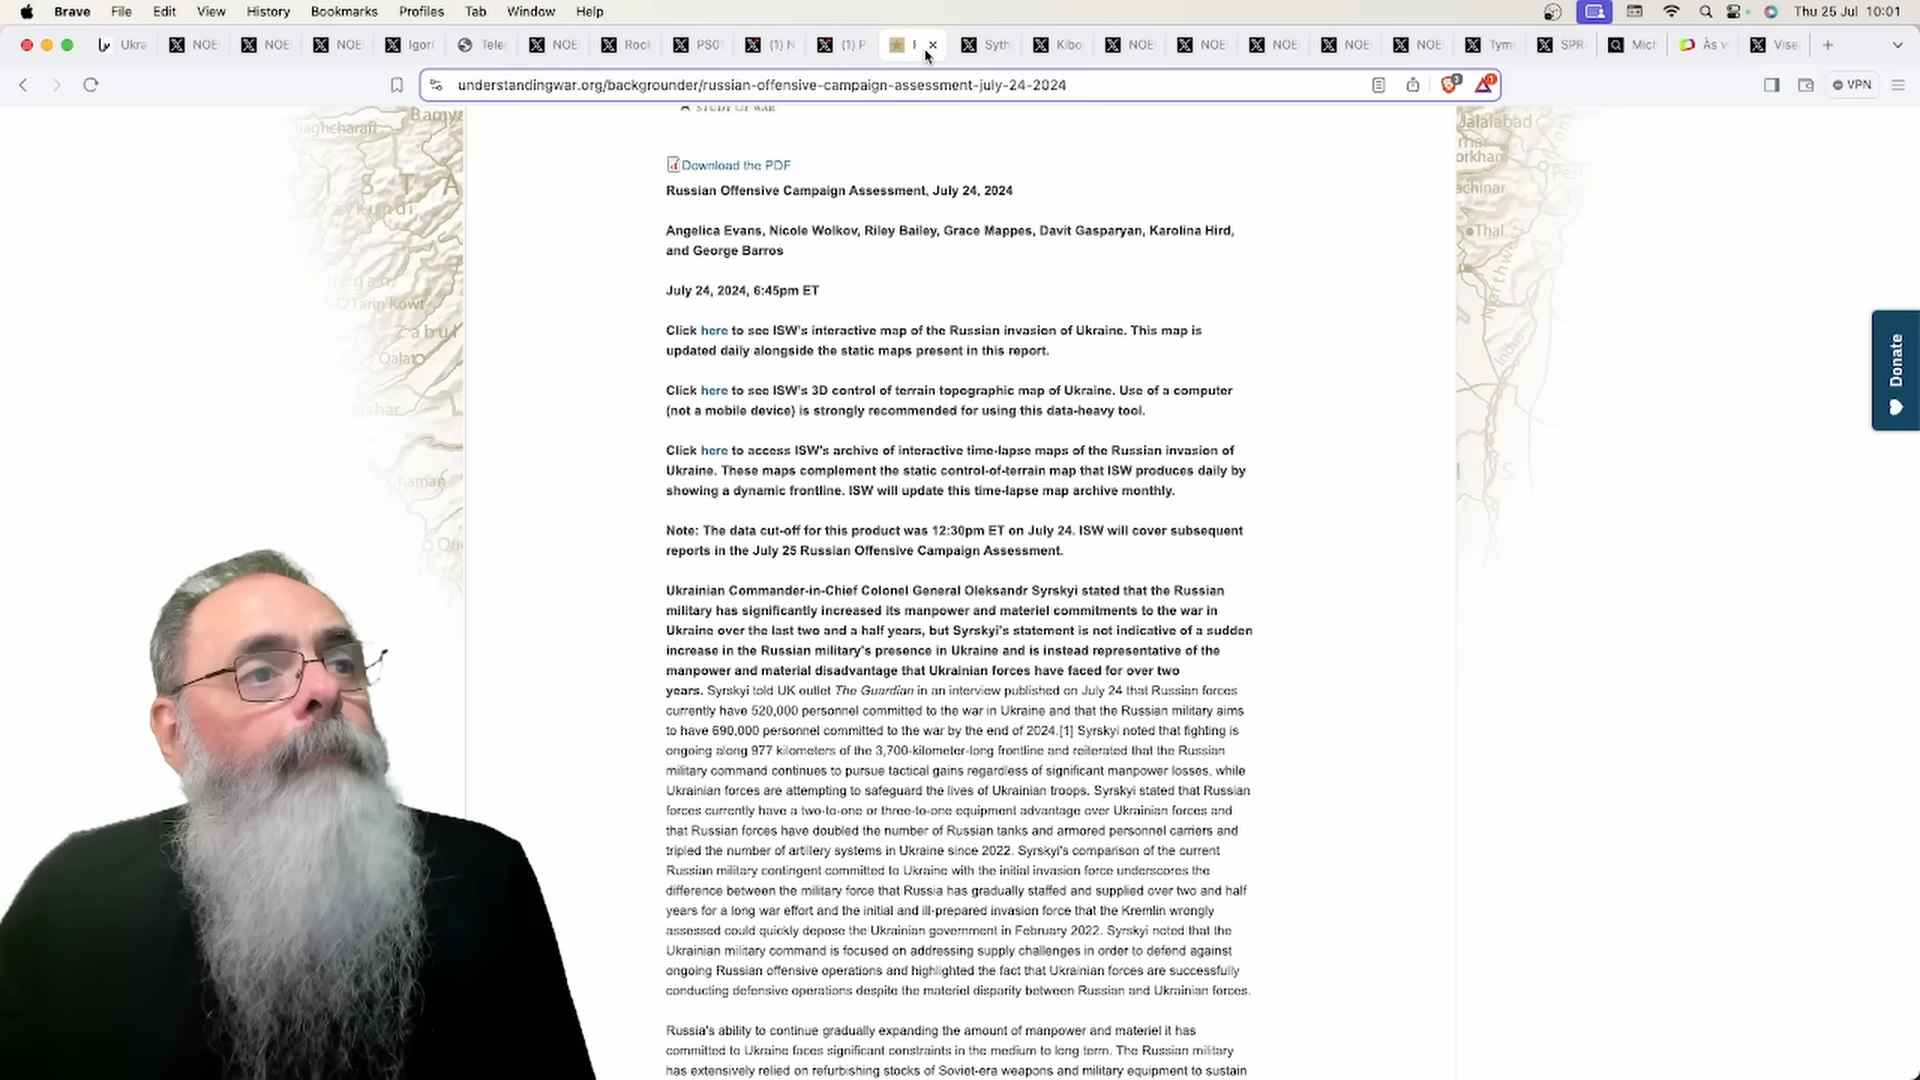 Brave File Edit View History Bookmarks Profiles Tab Window Help Thu 25 Jul 10:01
Ukra NOE NOE NOE Igor Tele NOE Rock PS01 (1) N (1) P Syth Kibo NOE NOE NOE NOE NOE Tym SPR Mich Às v Vise
understandingwar.org/backgrounder/russian-offensive-campaign-assessment-july-24-2024 VPN
STUDY OF WAR
Download the PDF
Russian Offensive Campaign Assessment, July 24, 2024
Angelica Evans, Nicole Wolkov, Riley Bailey, Grace Mappes, Davit Gasparyan, Karolina Hird,
and George Barros
July 24, 2024, 6:45pm ET
Click here to see ISW's interactive map of the Russian invasion of Ukraine. This map is
updated daily alongside the static maps present in this report.
Click here to see ISW's 3D control of terrain topographic map of Ukraine. Use of a computer
(not a mobile device) is strongly recommended for using this data-heavy tool.
Click here to access ISW's archive of interactive time-lapse maps of the Russian invasion of
Ukraine. These maps complement the static control-of-terrain map that ISW produces daily by
showing a dynamic frontline. ISW will update this time-lapse map archive monthly.
Note: The data cut-off for this product was 12:30pm ET on July 24. ISW will cover subsequent
reports in the July 25 Russian Offensive Campaign Assessment.
Ukrainian Commander-in-Chief Colonel General Oleksandr Syrskyi stated that the Russian
military has significantly increased its manpower and materiel commitments to the war in
Ukraine over the last two and a half years, but Syrskyi's statement is not indicative of a sudden
increase in the Russian military's presence in Ukraine and is instead representative of the
manpower and material disadvantage that Ukrainian forces have faced for over two
years. Syrskyi told UK outlet The Guardian in an interview published on July 24 that Russian forces
currently have 520,000 personnel committed to the war in Ukraine and that the Russian military aims
to have 690,000 personnel committed to the war by the end of 2024.[1] Syrskyi noted that fighting is
ongoing along 977 kilometers of the 3,700-kilometer-long frontline and reiterated that the Russian
military command continues to pursue tactical gains regardless of significant manpower losses, while
Ukrainian forces are attempting to safeguard the lives of Ukrainian troops. Syrskyi stated that Russian
forces currently have a two-to-one or three-to-one equipment advantage over Ukrainian forces and
that Russian forces have doubled the number of Russian tanks and armored personnel carriers and
tripled the number of artillery systems in Ukraine since 2022. Syrskyi's comparison of the current
Russian military contingent committed to Ukraine with the initial invasion force underscores the
difference between the military force that Russia has gradually staffed and supplied over two and half
years for a long war effort and the initial and ill-prepared invasion force that the Kremlin wrongly
assessed could quickly depose the Ukrainian government in February 2022. Syrskyi noted that the
Ukrainian military command is focused on addressing supply challenges in order to defend against
ongoing Russian offensive operations and highlighted the fact that Ukrainian forces are successfully
conducting defensive operations despite the materiel disparity between Russian and Ukrainian forces.
Russia's ability to continue gradually expanding the amount of manpower and materiel it has
committed to Ukraine faces significant constraints in the medium to long term. The Russian military
has extensively relied on refurbishing stocks of Soviet-era weapons and military equipment to sustain
Donate
Chaghcharan
Bamya
S T A
Tarin Kowt
Zabul
Qalat
Chaman
Jalalabad
Thal
Indus